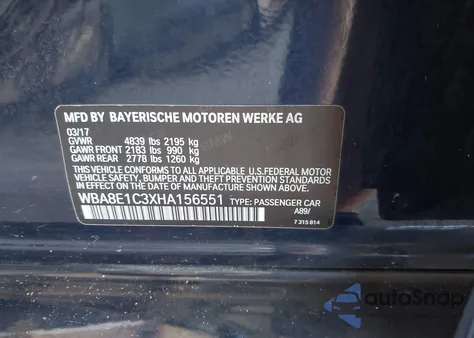 MFD BY BAYERISCHE MOTOREN WERKE AG
03/17
GVWR 4839 lbs 2195 kg
GAWR FRONT 2183 lbs 990 kg
GAWR REAR 2778 lbs 1260 kg
THIS VEHICLE CONFORMS TO ALL APPLICABLE U.S.FEDERAL MOTOR
VEHICLE SAFETY, BUMPER, AND THEFT PREVENTION STANDARDS IN
EFFECT ON THE DATE OF MANUFACTURE SHOWN ABOVE.
WBA8E1C3XHA156551 TYPE: PASSENGER CAR
A89/
7 315 814
autoSnap